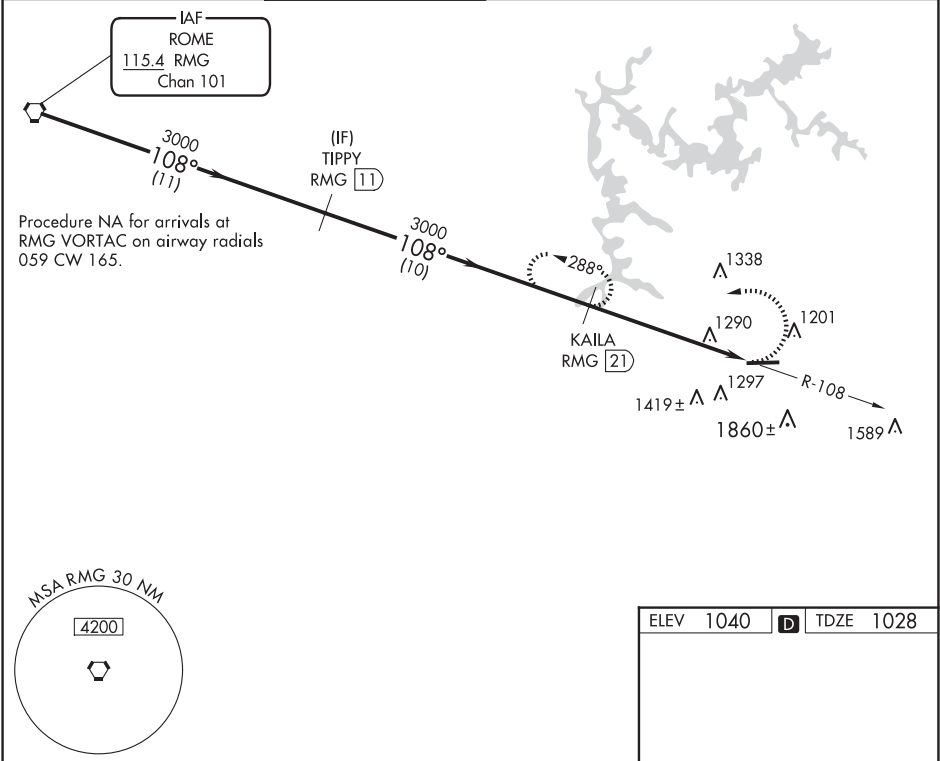 IAF
ROME
115.4 RMG
Chan 101
3000
108°
(11)
(IF)
TIPPY
RMG 11
Procedure NA for arrivals at
RMG VORTAC on airway radials
059 CW 165.
3000
108°
(10)
288°
KAILA
RMG 21
1338
1290
1201
1297
1419±
R-108
1860±
1589
MSA RMG 30 NM
4200
ELEV 1040 D TDZE 1028